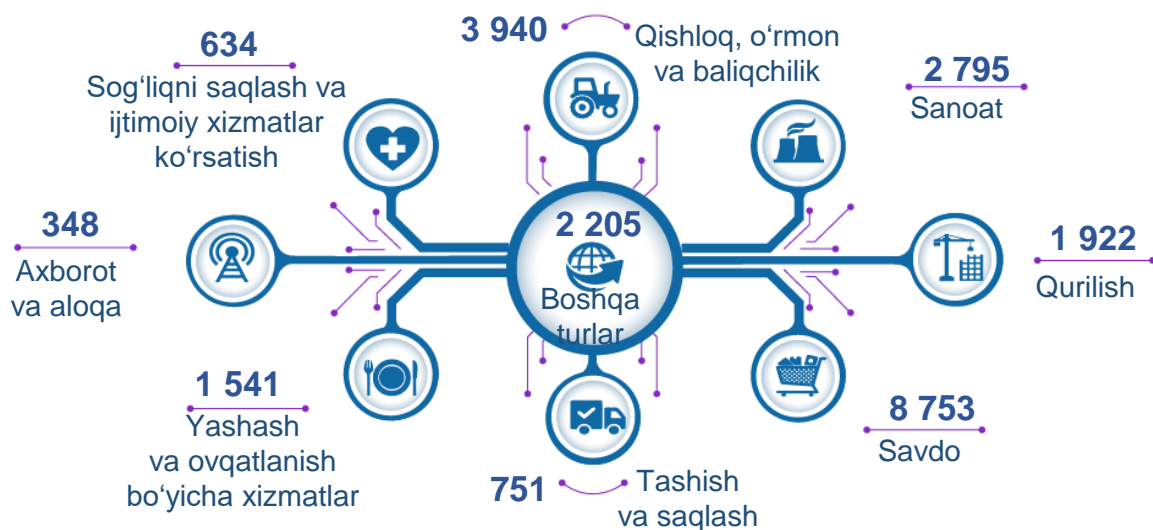 3 940
Qishloq, o‘rmon
va baliqchilik
634
Sog‘liqni saqlash va
ijtimoiy xizmatlar
ko‘rsatish
2 795
Sanoat
348
Axborot
va aloqa
2 205
Boshqa
turlar
1 922
Qurilish
1 541
Yashash
va ovqatlanish
bo‘yicha xizmatlar
8 753
Savdo
751
Tashish
va saqlash